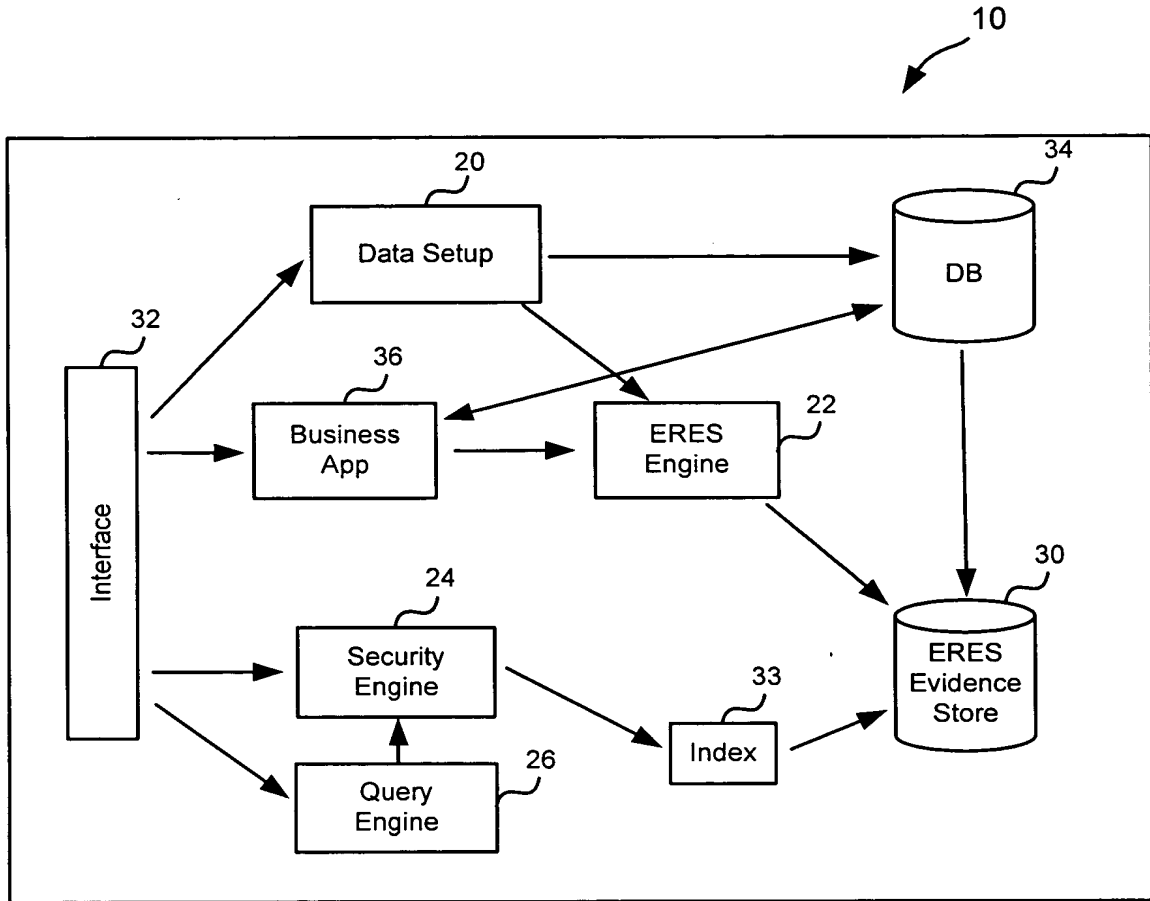 10
20
Data Setup
34
DB
32
Interface
36
Business
App
22
ERES
Engine
24
Security
Engine
30
ERES
Evidence
Store
33
Index
26
Query
Engine